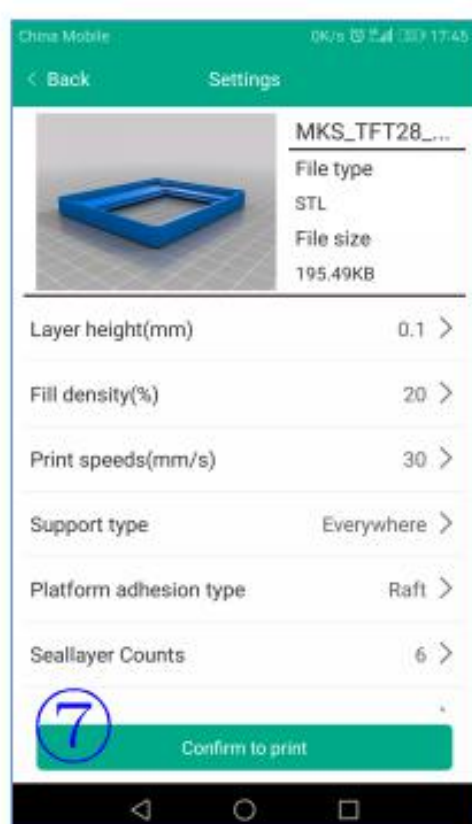 China Mobile 0K/s 17:45
< Back Settings
MKS_TFT28_...
File type
STL
File size
195.49KB
Layer height(mm) 0.1 >
Fill density(%) 20 >
Print speeds(mm/s) 30 >
Support type Everywhere >
Platform adhesion type Raft >
Seallayer Counts 6 >
7
Confirm to print